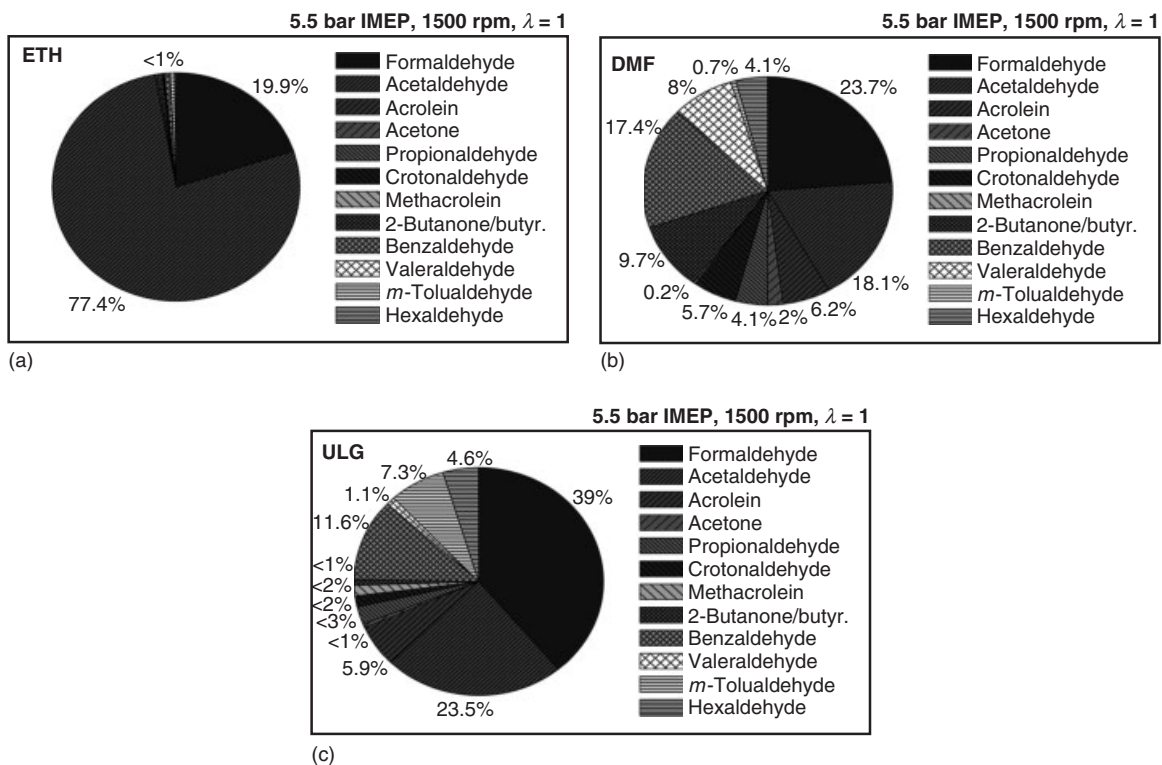 5.5 bar IMEP, 1500 rpm, λ = 1
ETH
<1%
19.9%
77.4%
Formaldehyde
Acetaldehyde
Acrolein
Acetone
Propionaldehyde
Crotonaldehyde
Methacrolein
2-Butanone/butyr.
Benzaldehyde
Valeraldehyde
m-Tolualdehyde
Hexaldehyde
(a)
5.5 bar IMEP, 1500 rpm, λ = 1
DMF
0.7%
4.1%
8%
23.7%
17.4%
9.7%
0.2%
5.7%
4.1%
2%
6.2%
18.1%
Formaldehyde
Acetaldehyde
Acrolein
Acetone
Propionaldehyde
Crotonaldehyde
Methacrolein
2-Butanone/butyr.
Benzaldehyde
Valeraldehyde
m-Tolualdehyde
Hexaldehyde
(b)
5.5 bar IMEP, 1500 rpm, λ = 1
ULG
4.6%
7.3%
1.1%
39%
11.6%
<1%
<2%
<2%
<3%
<1%
5.9%
23.5%
Formaldehyde
Acetaldehyde
Acrolein
Acetone
Propionaldehyde
Crotonaldehyde
Methacrolein
2-Butanone/butyr.
Benzaldehyde
Valeraldehyde
m-Tolualdehyde
Hexaldehyde
(c)